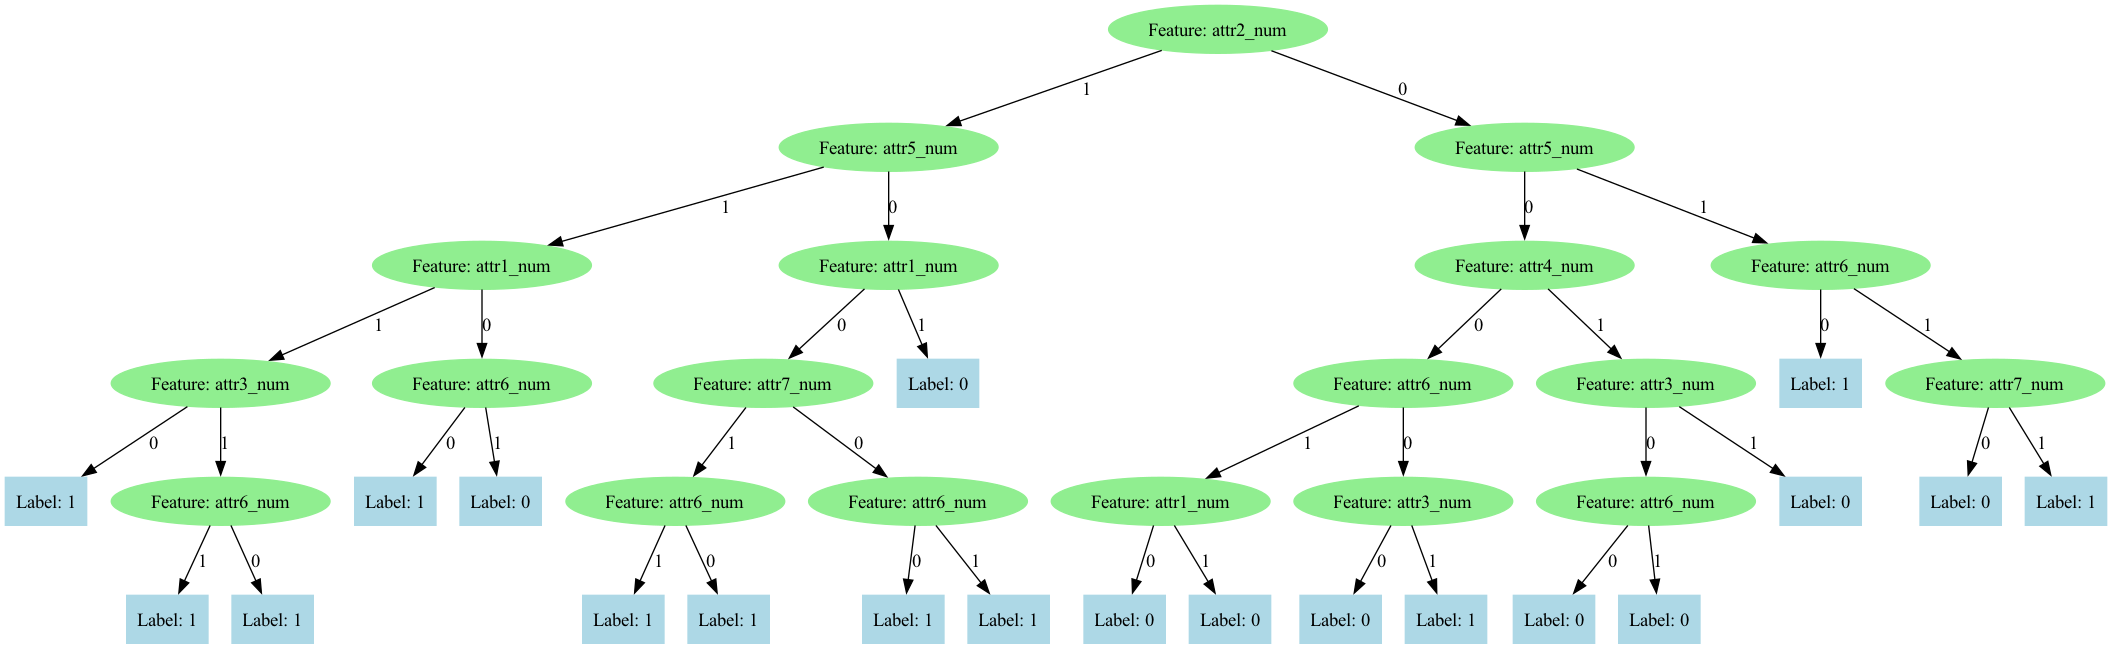 Feature: attr2_num
1
0
Feature: attr5_num
Feature: attr5_num
1
0
0
1
Feature: attr1_num
Feature: attr1_num
Feature: attr4_num
Feature: attr6_num
1
0
0
1
0
1
0
1
Feature: attr3_num
Feature: attr6_num
Feature: attr7_num
Label: 0
Feature: attr6_num
Feature: attr3_num
Label: 1
Feature: attr7_num
0
1
0
1
1
0
1
0
0
1
0
1
Label: 1
Feature: attr6_num
Label: 1
Label: 0
Feature: attr6_num
Feature: attr6_num
Feature: attr1_num
Feature: attr3_num
Feature: attr6_num
Label: 0
Label: 0
Label: 1
1
0
1
0
0
1
0
1
0
1
0
1
Label: 1
Label: 1
Label: 1
Label: 1
Label: 1
Label: 1
Label: 0
Label: 0
Label: 0
Label: 1
Label: 0
Label: 0